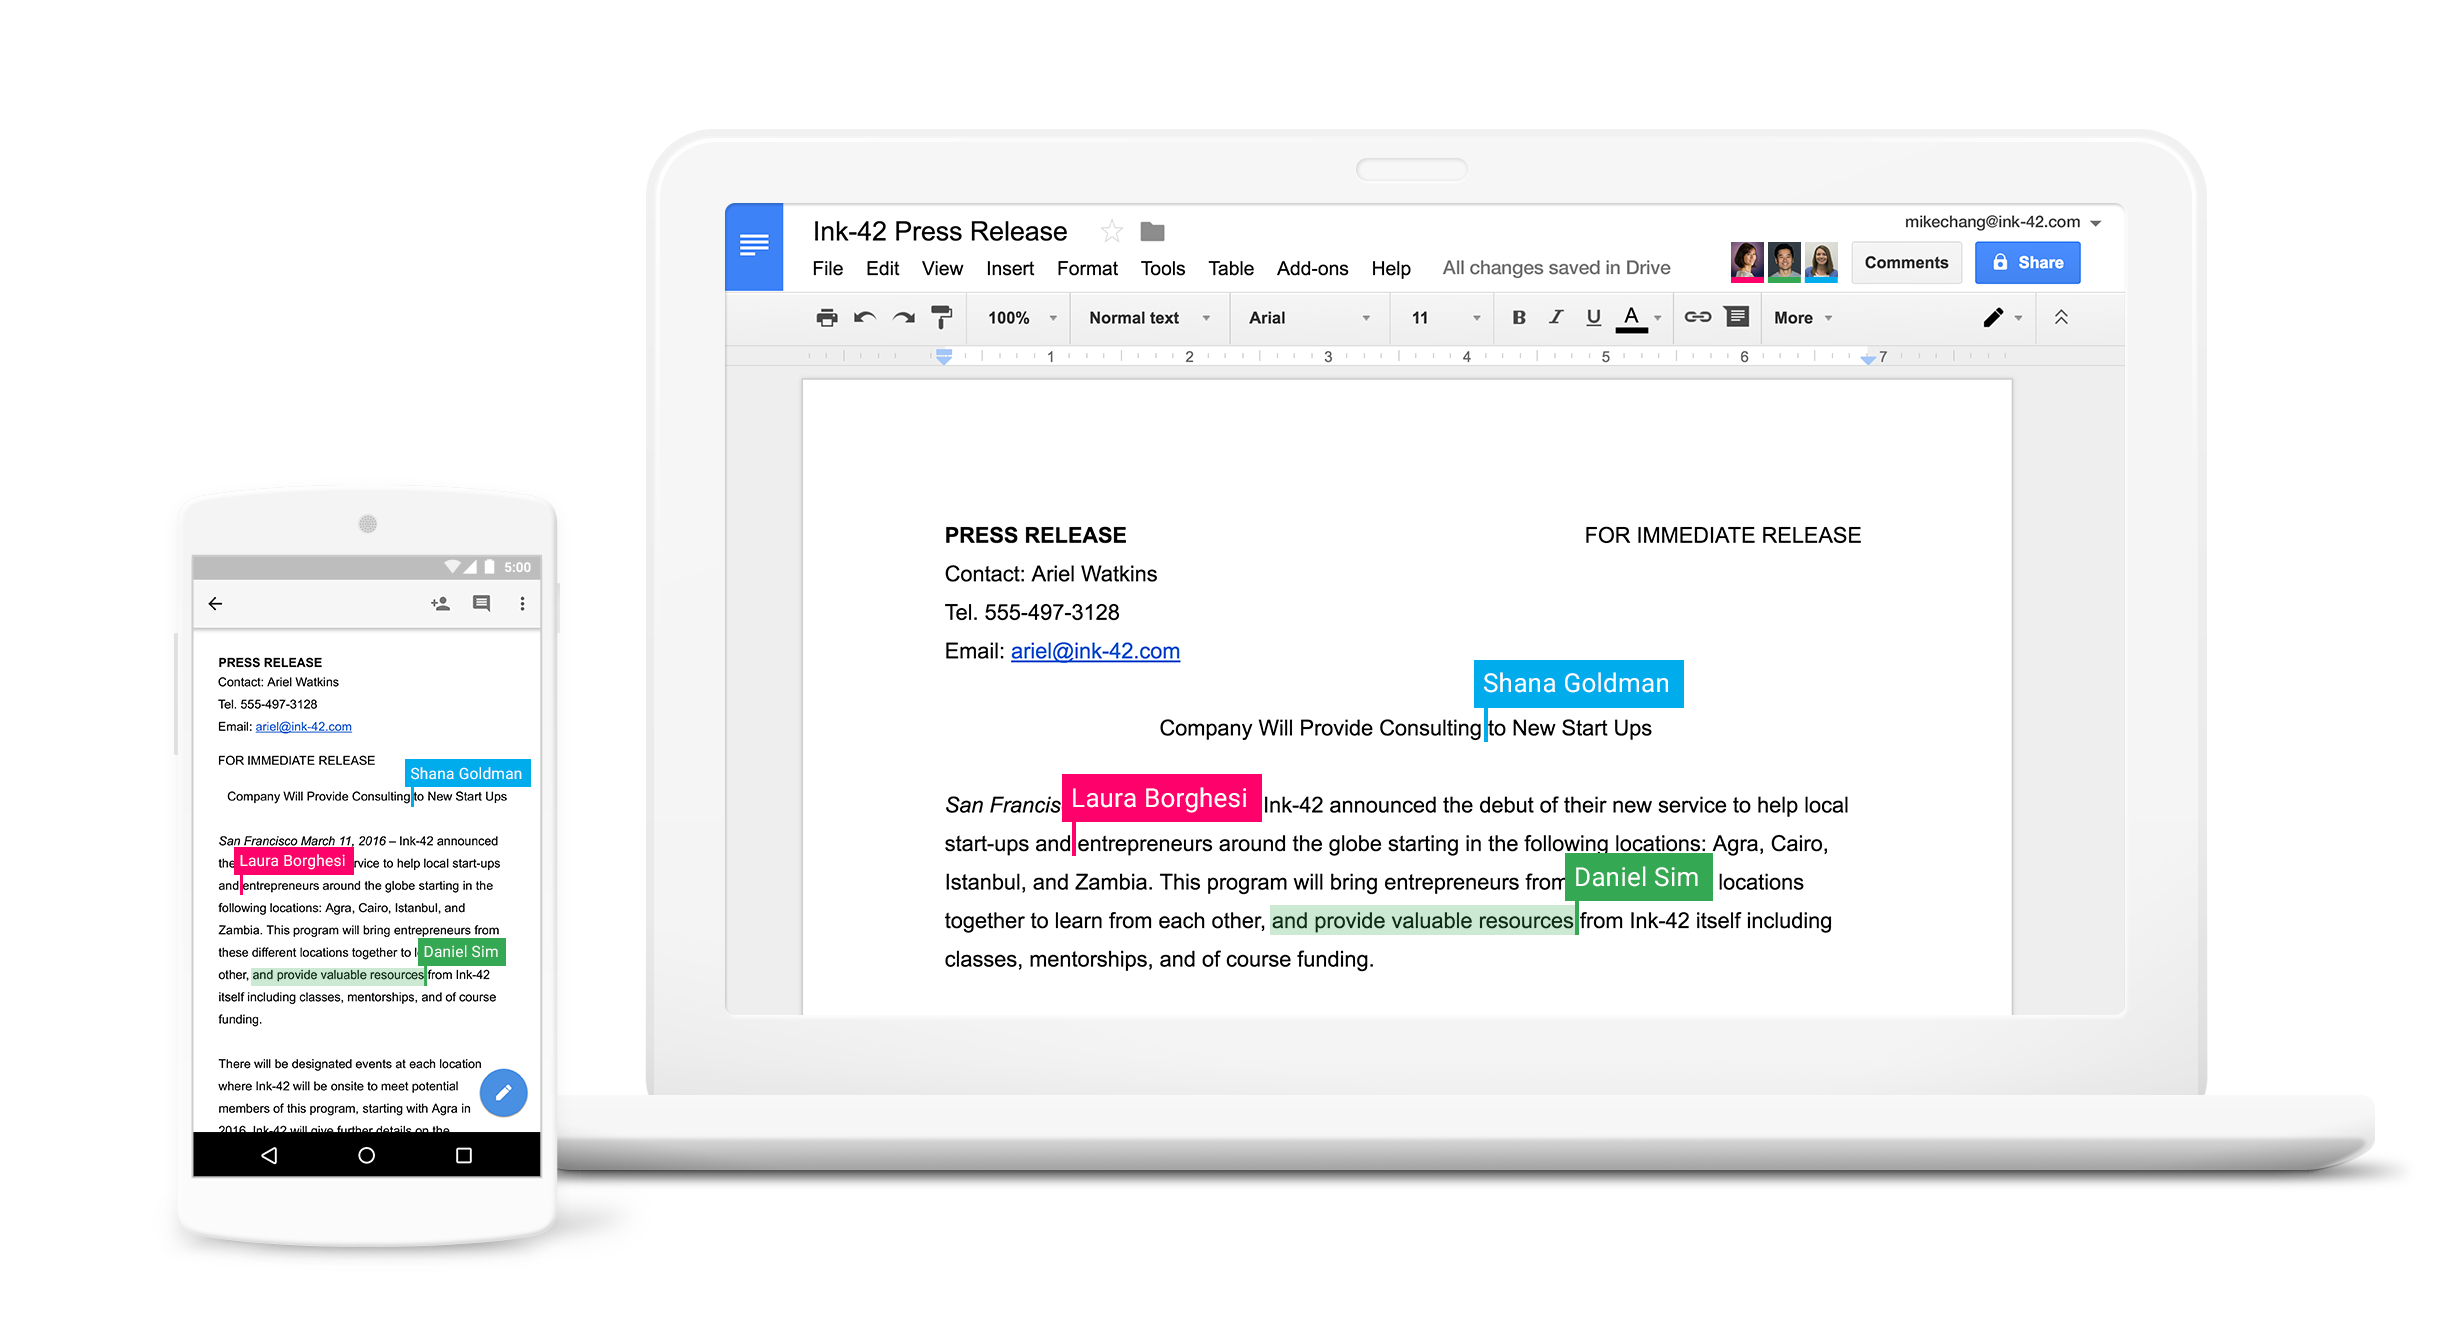 Ink-42 Press Release
mikechang@ink-42.com
File Edit View Insert Format Tools Table Add-ons Help All changes saved in Drive
Comments Share
100% Normal text Arial 11 B I U A More
1 2 3 4 5 6 7
PRESS RELEASE FOR IMMEDIATE RELEASE
Contact: Ariel Watkins
Tel. 555-497-3128
Email: ariel@ink-42.com
Shana Goldman
Company Will Provide Consulting to New Start Ups
Laura Borghesi
San Francis Ink-42 announced the debut of their new service to help local
start-ups and entrepreneurs around the globe starting in the following locations: Agra, Cairo,
Daniel Sim
Istanbul, and Zambia. This program will bring entrepreneurs from locations
together to learn from each other, and provide valuable resources from Ink-42 itself including
classes, mentorships, and of course funding.
5:00
PRESS RELEASE
Contact: Ariel Watkins
Tel. 555-497-3128
Email: ariel@ink-42.com
FOR IMMEDIATE RELEASE
Shana Goldman
Company Will Provide Consulting to New Start Ups
San Francisco March 11, 2016 – Ink-42 announced
the Laura Borghesi rvice to help local start-ups
and entrepreneurs around the globe starting in the
following locations: Agra, Cairo, Istanbul, and
Zambia. This program will bring entrepreneurs from
these different locations together to l Daniel Sim
other, and provide valuable resources from Ink-42
itself including classes, mentorships, and of course
funding.
There will be designated events at each location
where Ink-42 will be onsite to meet potential
members of this program, starting with Agra in
2016. Ink-42 will give further details on the